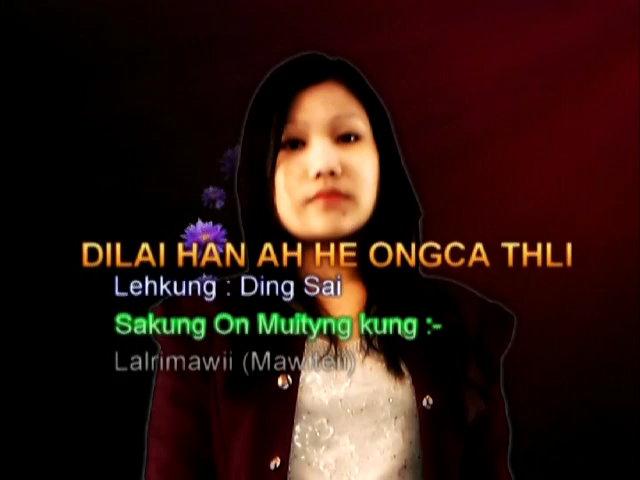 DILAI HAN AH HE ONGCA THLI
Lehkung : Ding Sai
Sakung On Muityng kung :-
Lalrimawii (Mawiteii)